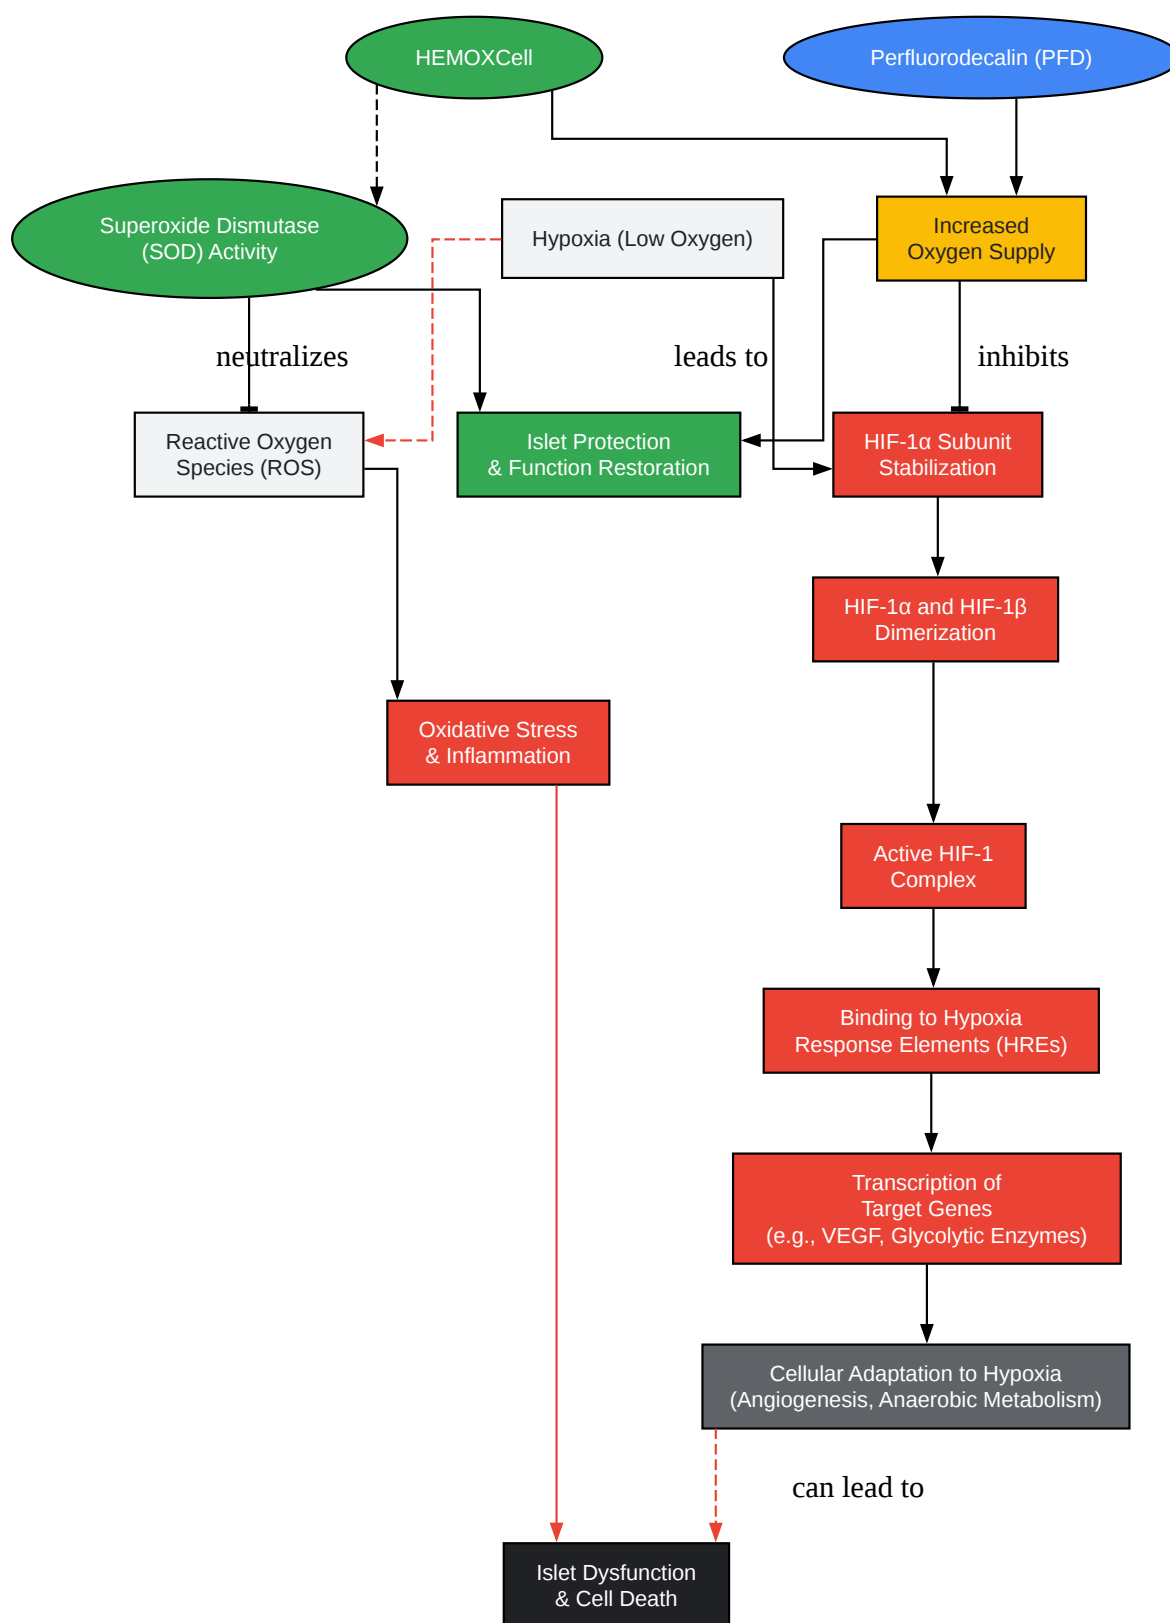 HEMOXCell
Perfluorodecalin (PFD)
Superoxide Dismutase
(SOD) Activity
Hypoxia (Low Oxygen)
Increased
Oxygen Supply
neutralizes
leads to
inhibits
Reactive Oxygen
Species (ROS)
Islet Protection
& Function Restoration
HIF-1α Subunit
Stabilization
HIF-1α and HIF-1β
Dimerization
Oxidative Stress
& Inflammation
Active HIF-1
Complex
Binding to Hypoxia
Response Elements (HREs)
Transcription of
Target Genes
(e.g., VEGF, Glycolytic Enzymes)
Cellular Adaptation to Hypoxia
(Angiogenesis, Anaerobic Metabolism)
can lead to
Islet Dysfunction
& Cell Death